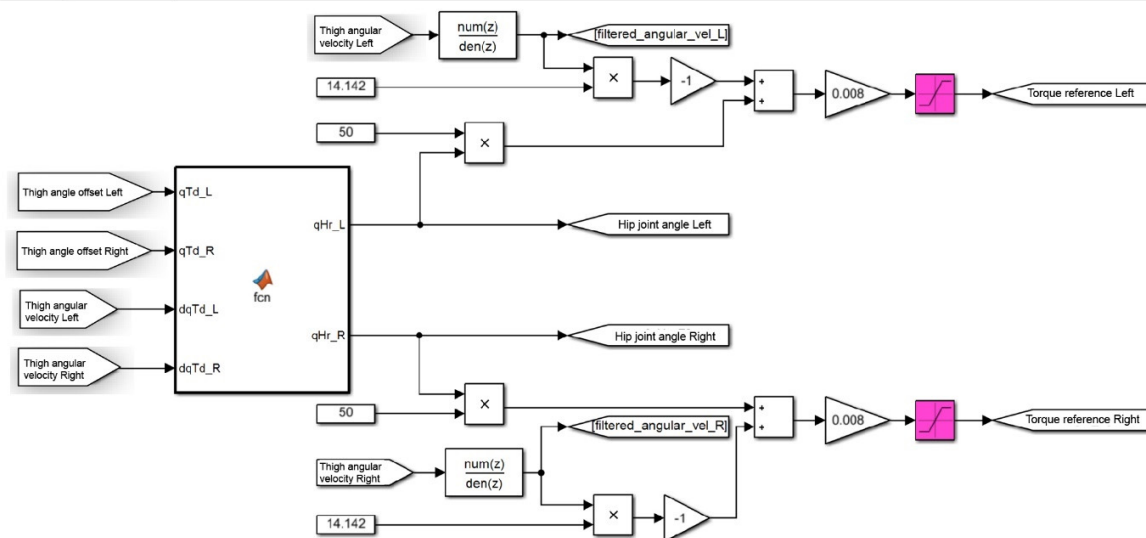 Thigh angular
velocity Left
num(z)
den(z)
[filtered_angular_vel_L]
14.142
×
-1
+
+
0.008
Torque reference Left
50
×
Thigh angle offset Left
Thigh angle offset Right
Thigh angular
velocity Left
Thigh angular
velocity Right
qTd_L
qTd_R
dqTd_L
dqTd_R
fcn
qHr_L
qHr_R
Hip joint angle Left
Hip joint angle Right
50
×
+
+
0.008
Torque reference Right
[filtered_angular_vel_R]
Thigh angular
velocity Right
num(z)
den(z)
14.142
×
-1